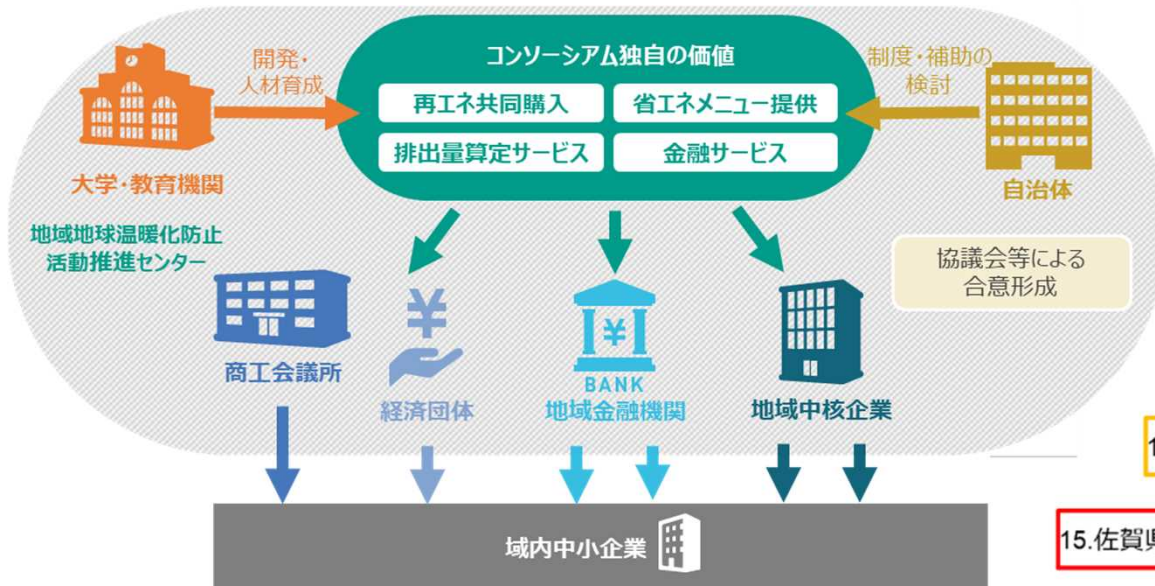 コンソーシアム独自の価値
再エネ共同購入
省エネメニュー提供
排出量算定サービス
金融サービス
開発・
人材育成
大学・教育機関
制度・補助の
検討
自治体
地域地球温暖化防止
活動推進センター
協議会等による
合意形成
商工会議所
¥
経済団体
¥
BANK
地域金融機関
地域中核企業
域内中小企業
1
15.佐賀県